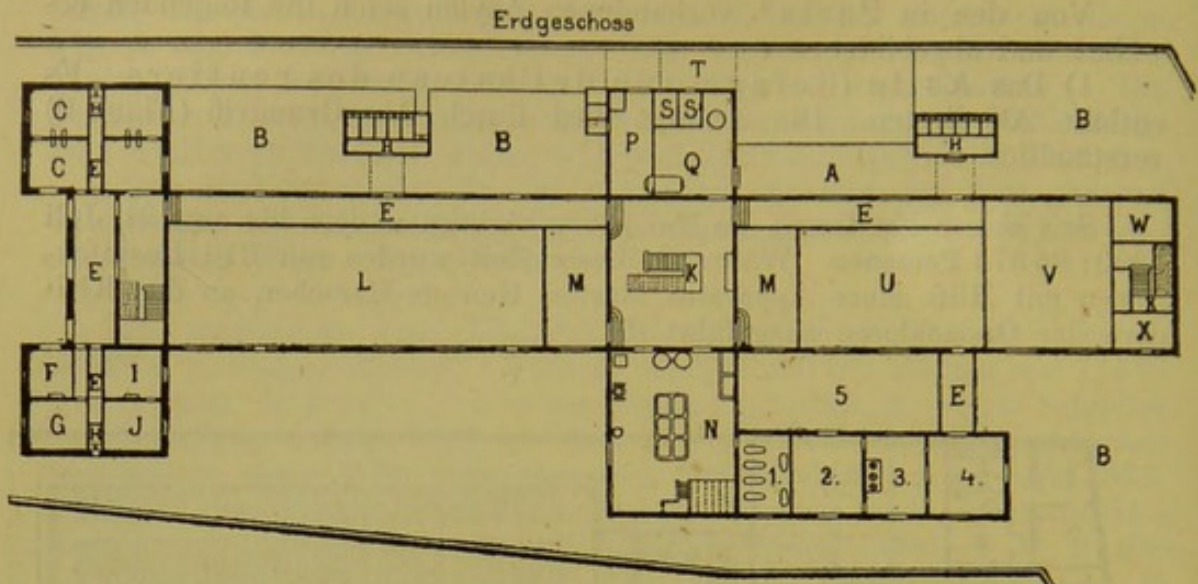 Erdgeschoss
T
C H
B H B
P S S Q
H B
A
C E
E E W
E L M K M U V
X
F E I
G H J
5 E
N B
1. 2. 3. 4.